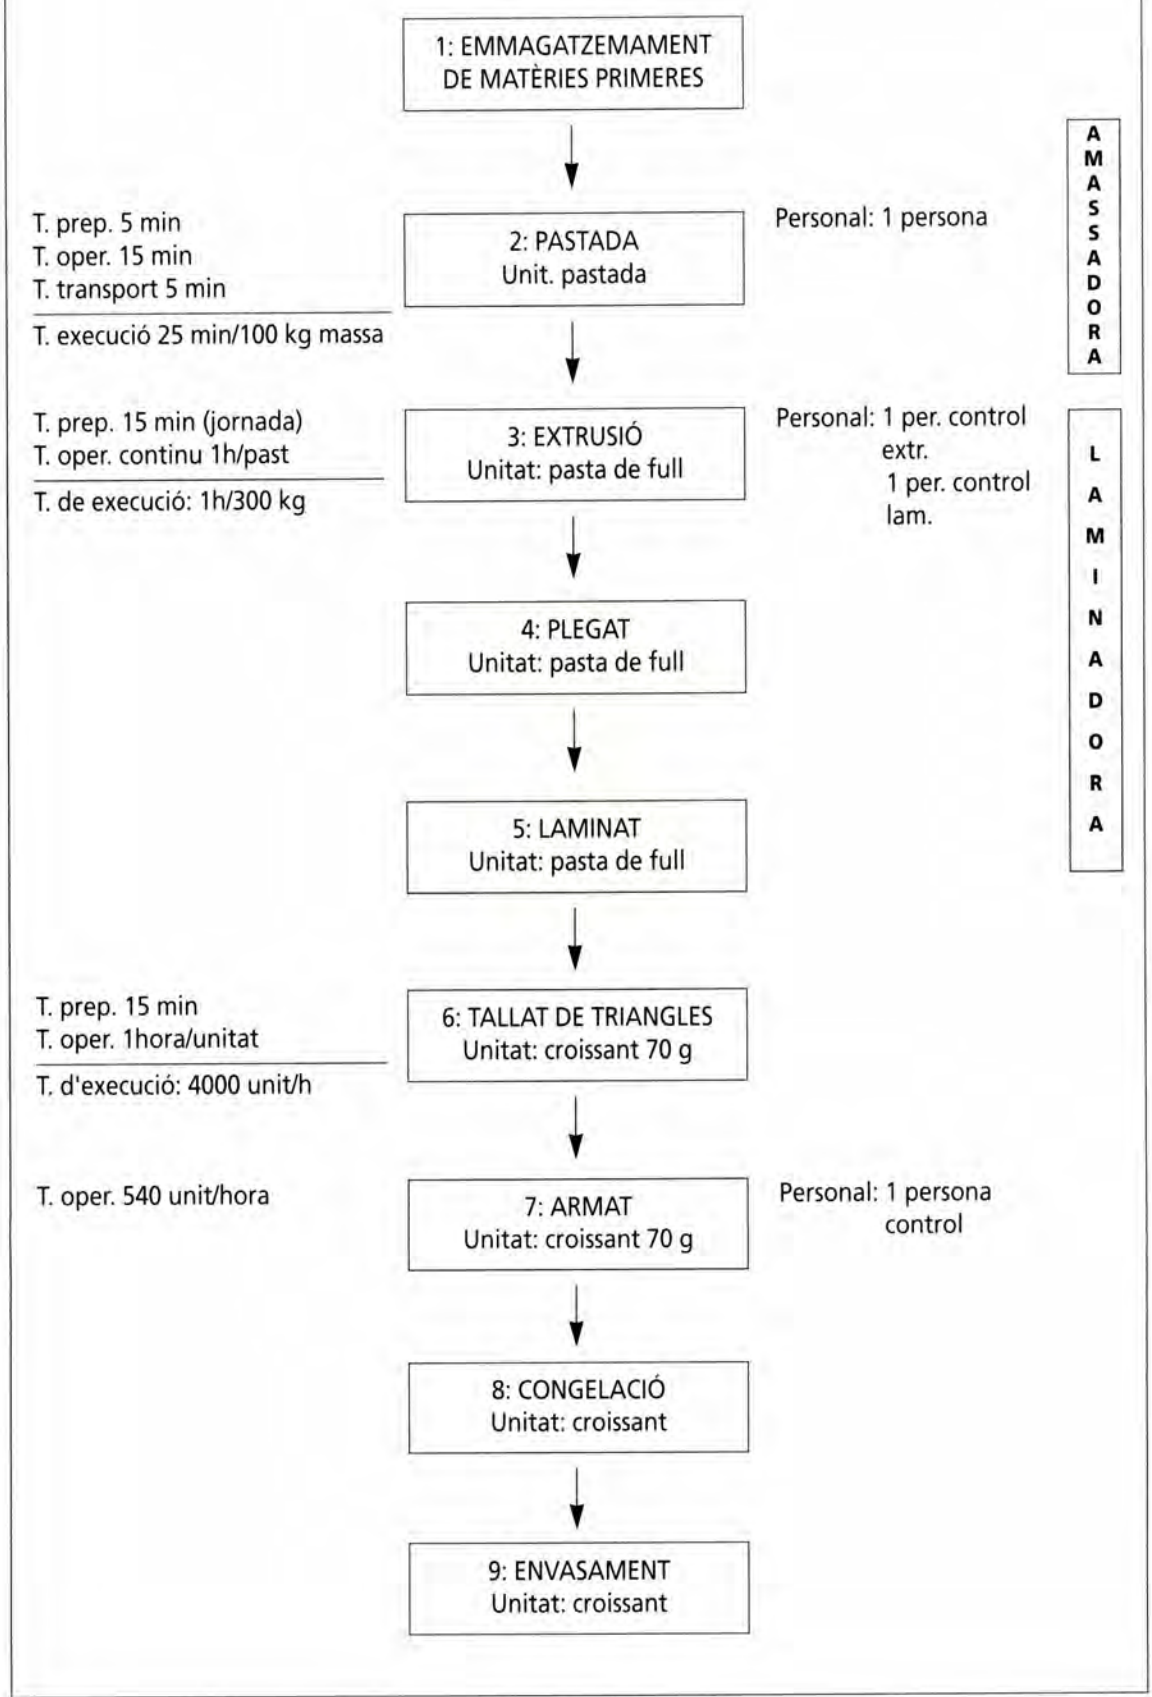 1: EMMAGATZEMAMENT
DE MATÈRIES PRIMERES
T. prep. 5 min
T. oper. 15 min
T. transport 5 min
T. execució 25 min/100 kg massa
2: PASTADA
Unit. pastada
Personal: 1 persona
AMASSADORA
T. prep. 15 min (jornada)
T. oper. continu 1h/past
T. de execució: 1h/300 kg
3: EXTRUSIÓ
Unitat: pasta de full
Personal: 1 per. control
extr.
1 per. control
lam.
LAMINADORA
4: PLEGAT
Unitat: pasta de full
5: LAMINAT
Unitat: pasta de full
T. prep. 15 min
T. oper. 1hora/unitat
T. d'execució: 4000 unit/h
6: TALLAT DE TRIANGLES
Unitat: croissant 70 g
T. oper. 540 unit/hora
7: ARMAT
Unitat: croissant 70 g
Personal: 1 persona
control
8: CONGELACIÓ
Unitat: croissant
9: ENVASAMENT
Unitat: croissant